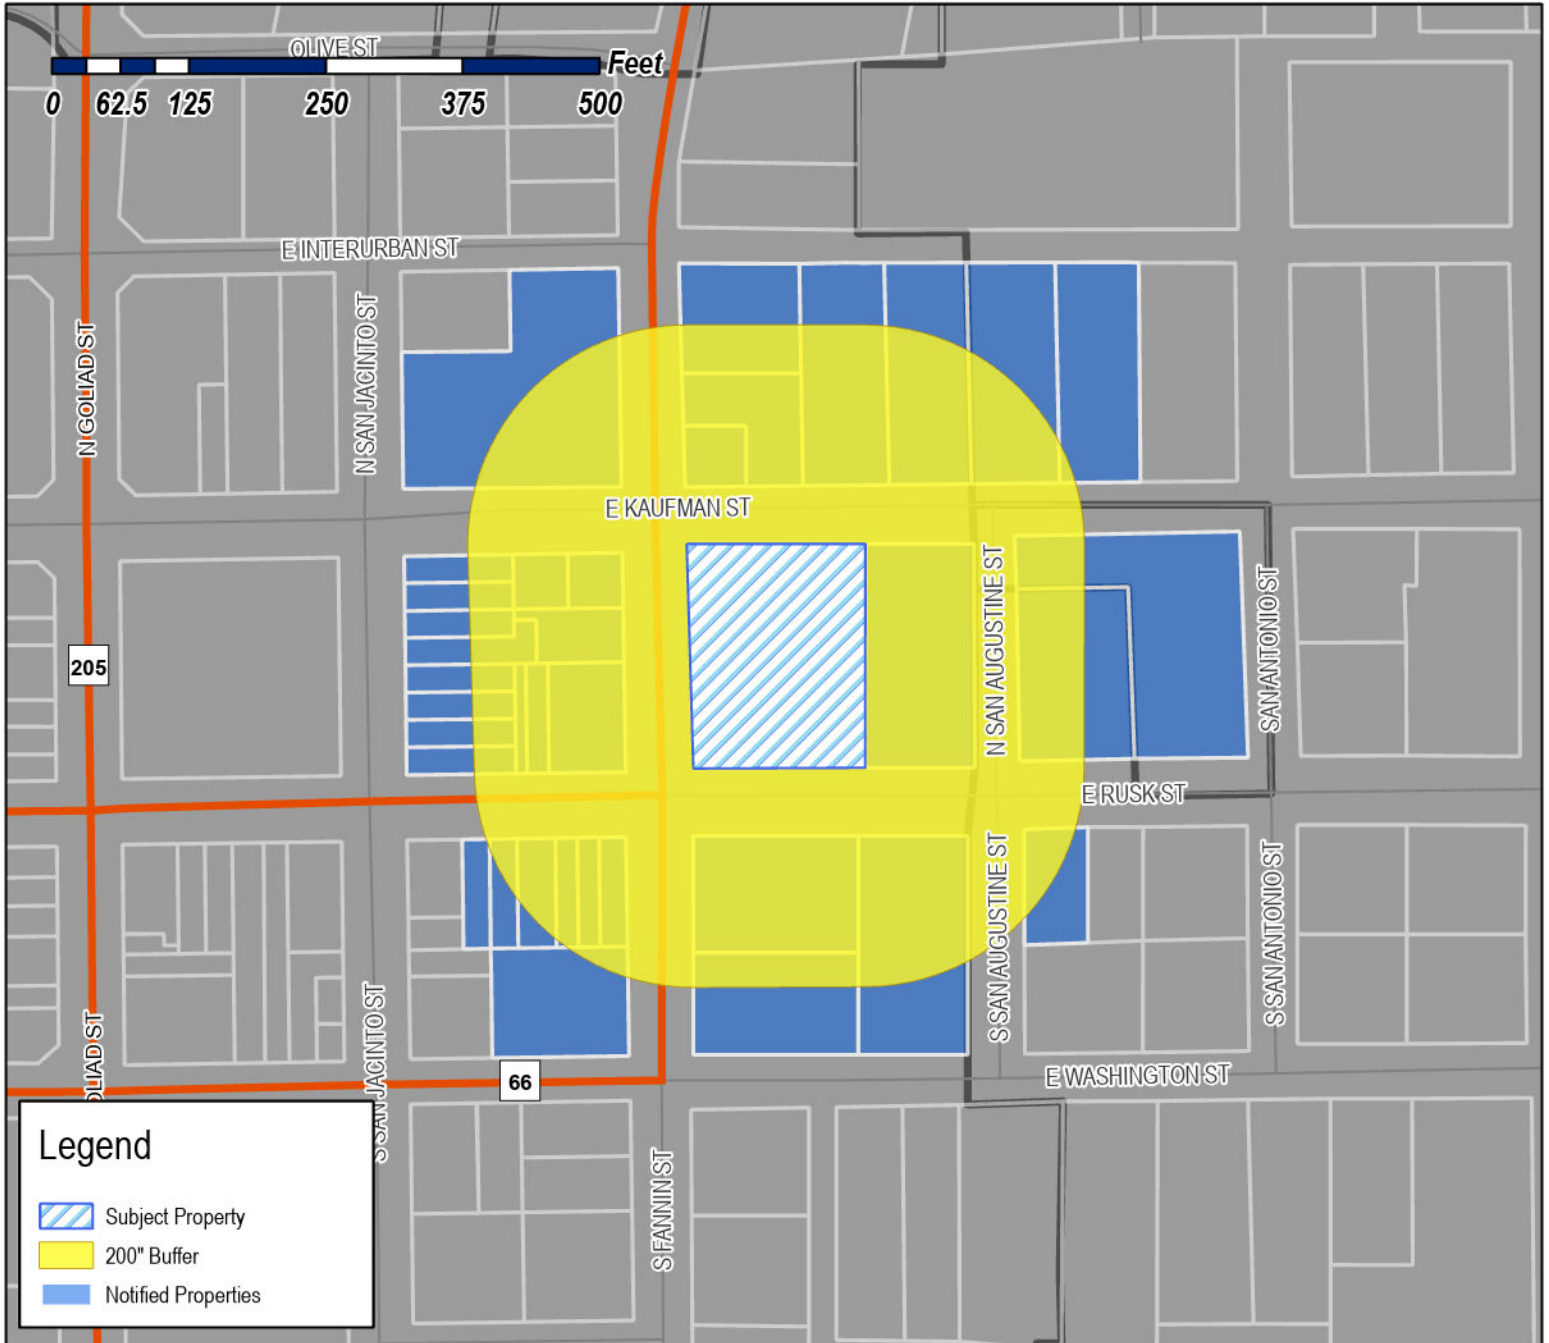 OLIVE ST
Feet
0 62.5 125 250 375 500
E INTERURBAN ST
N GOLIAD ST
N SAN JACINTO ST
E KAUFMAN ST
N SAN AUGUSTINE ST
SAN ANTONIO ST
205
E RUSK ST
S SAN AUGUSTINE ST
S SAN ANTONIO ST
OLIAD ST
S SAN JACINTO ST
66
E WASHINGTON ST
S FANNIN ST
Legend
Subject Property
200" Buffer
Notified Properties